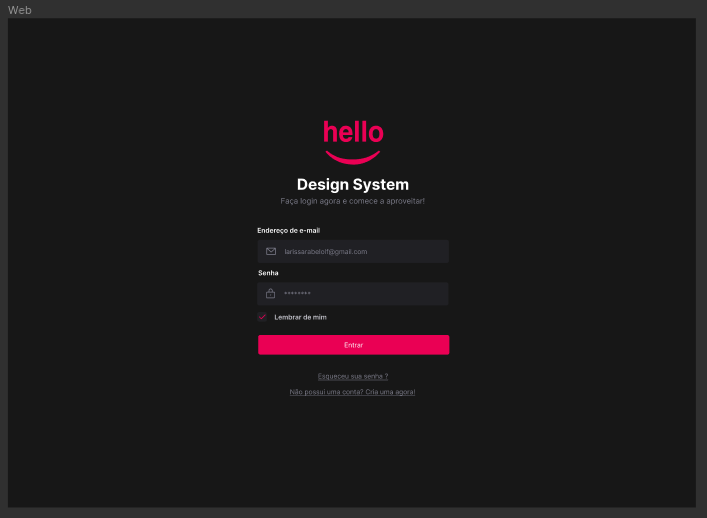 Web
hello
Design System
Faça login agora e comece a aproveitar!
Endereço de e-mail
larissarabelolf@gmail.com
Senha
********
Lembrar de mim
Entrar
Esqueceu sua senha ?
Não possui uma conta? Cria uma agora!